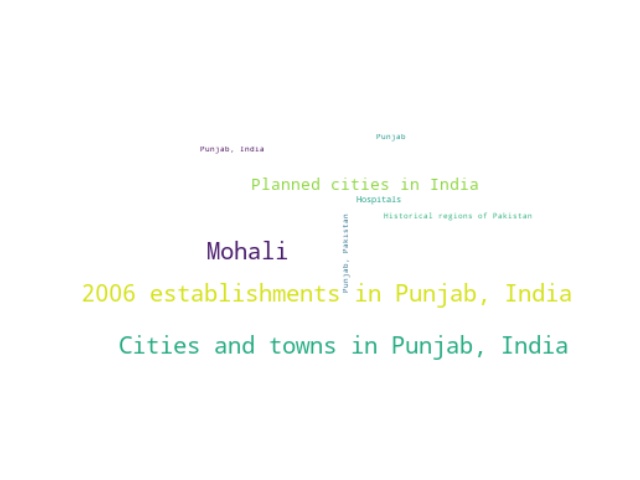 Punjab
Punjab, India
Planned cities in India
Hospitals
Historical regions of Pakistan
Punjab, Pakistan
Mohali
2006 establishments in Punjab, India
Cities and towns in Punjab, India